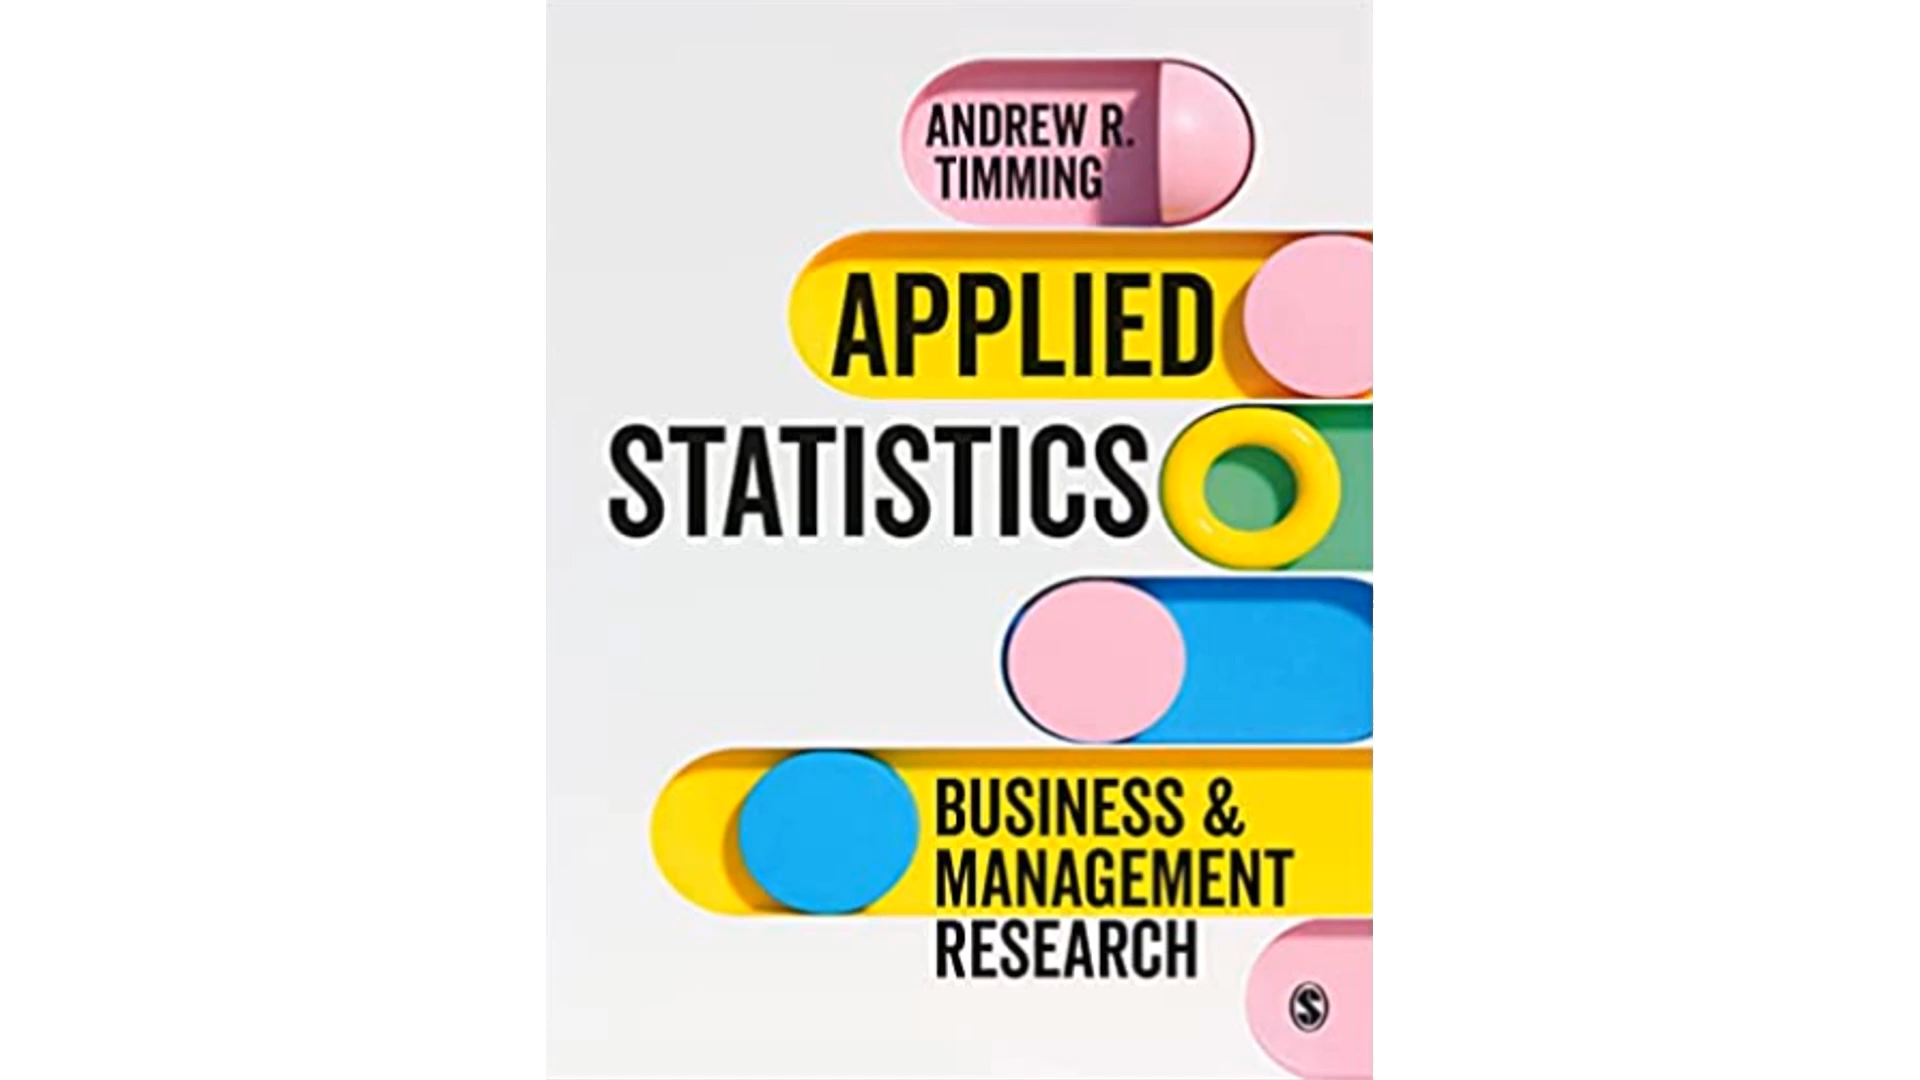 ANDREW R.
TIMMING
APPLIED
STATISTICS
BUSINESS &
MANAGEMENT
RESEARCH
S